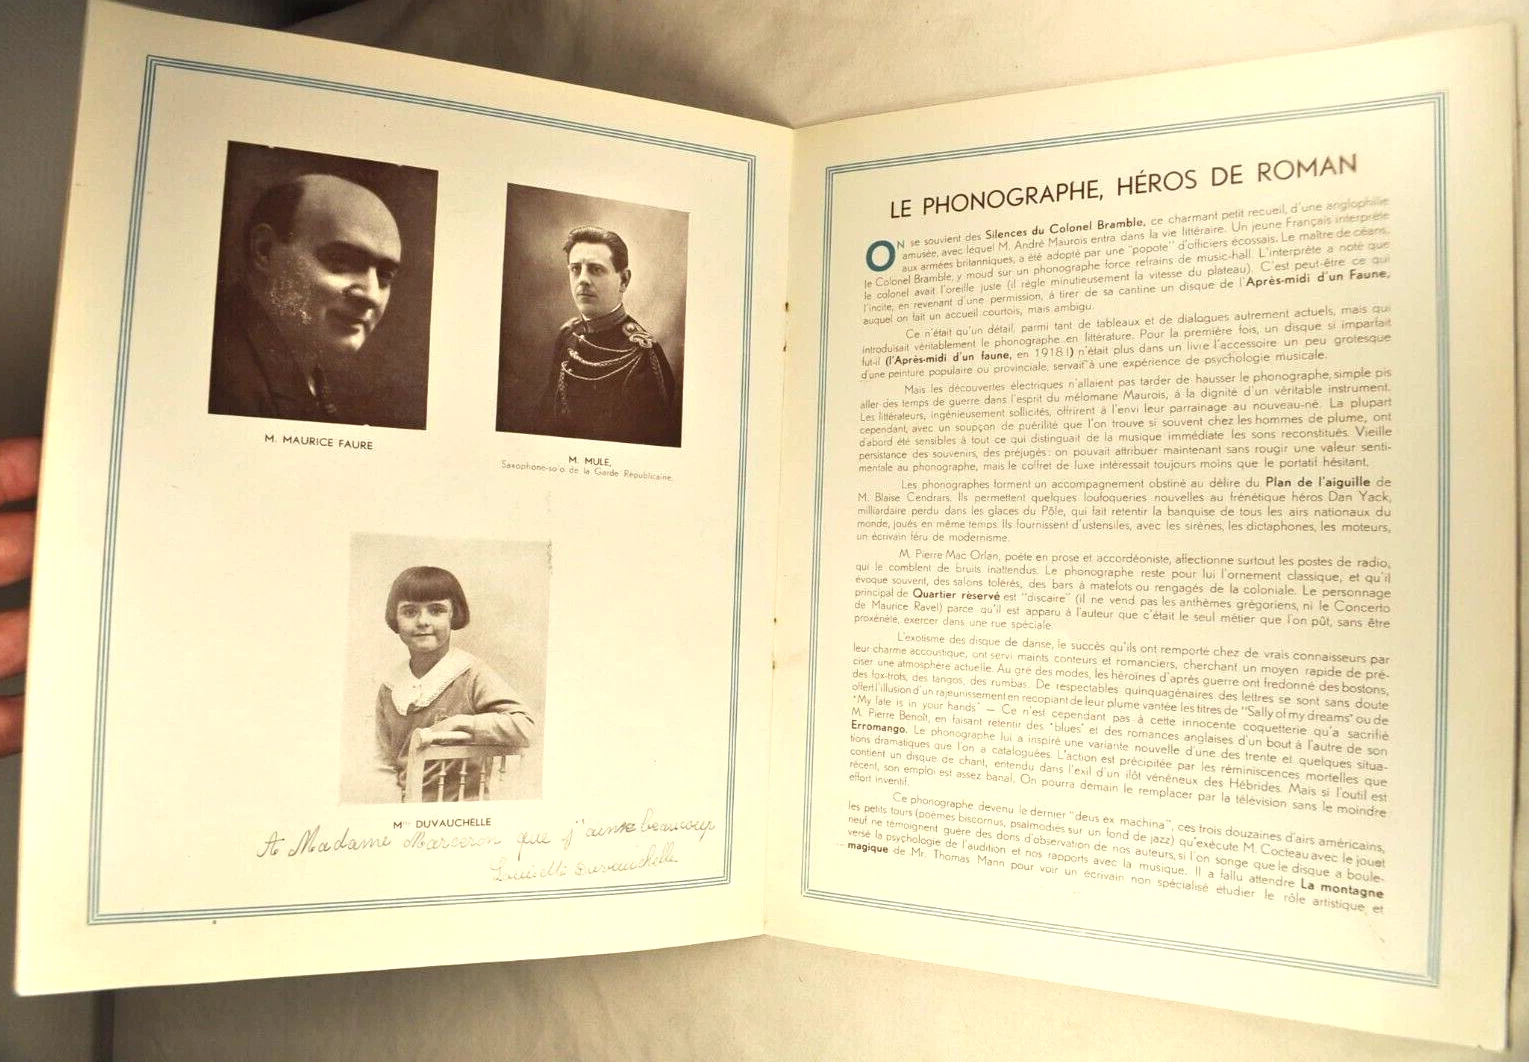 M. MAURICE FAURE
M. MULE,
Saxophone-solo de la Garde Républicaine.
Mlle DUVAUCHELLE
A Madame Marceron que j'aime beaucoup
Duvauchelle
LE PHONOGRAPHE, HÉROS DE ROMAN
ON se souvient des Silences du Colonel Bramble, ce charmant petit recueil, d'une anglophilie
amusée, avec lequel M. André Maurois entra dans la vie littéraire. Un jeune Français interprète
aux armées britanniques, a été adopté par une "popote" d'officiers écossais. Le maître de céans,
le Colonel Bramble, y moud sur un phonographe force refrains de music-hall. L'interprète a noté que
le colonel avait l'oreille juste (il règle minutieusement la vitesse du plateau). C'est peut-être ce qui
l'incite, en revenant d'une permission, à tirer de sa cantine un disque de l'Après-midi d'un Faune,
auquel on fait un accueil courtois, mais ambigu.
Ce n'était qu'un détail, parmi tant de tableaux et de dialogues autrement actuels, mais qui
introduisait véritablement le phonographe en littérature. Pour la première fois, un disque si imparfait
fut-il (l'Après-midi d'un faune, en 1918!) n'était plus dans un livre l'accessoire un peu grotesque
d'une peinture populaire ou provinciale, servait à une expérience de psychologie musicale.
Mais les découvertes électriques n'allaient pas tarder de hausser le phonographe, simple pis
aller des temps de guerre dans l'esprit du mélomane Maurois, à la dignité d'un véritable instrument.
Les littérateurs, ingénieusement sollicités, offrirent à l'envi leur parrainage au nouveau-né. La plupart
cependant, avec un soupçon de puérilité que l'on trouve si souvent chez les hommes de plume, ont
d'abord été sensibles à tout ce qui distinguait de la musique immédiate les sons reconstitués. Vieille
persistance des souvenirs, des préjugés: on pouvait attribuer maintenant sans rougir une valeur senti-
mentale au phonographe, mais le coffret de luxe intéressait toujours moins que le portatif hésitant.
Les phonographes forment un accompagnement obstiné au délire du Plan de l'aiguille de
M. Blaise Cendrars. Ils permettent quelques loufoqueries nouvelles au frénétique héros Dan Yack,
milliardaire perdu dans les glaces du Pôle, qui fait retentir la banquise de tous les airs nationaux du
monde, joués en même temps. Ils fournissent d'ustensiles, avec les sirènes, les dictaphones, les moteurs,
un écrivain féru de modernisme.
M. Pierre Mac Orlan, poète en prose et accordéoniste, affectionne surtout les postes de radio,
qui le comblent de bruits inattendus. Le phonographe reste pour lui l'ornement classique, et qu'il
évoque souvent, des salons tolérés, des bars à matelots ou rengagés de la coloniale. Le personnage
principal de Quartier réservé est "discaire" (il ne vend pas les anthèmes grégoriens, ni le Concerto
de Maurice Ravel) parce qu'il est apparu à l'auteur que c'était le seul métier que l'on pût, sans être
proxénète, exercer dans une rue spéciale.
L'exotisme des disque de danse, le succès qu'ils ont remporté chez de vrais connaisseurs par
leur charme accoustique, ont servi maints conteurs et romanciers, cherchant un moyen rapide de pré-
ciser une atmosphère actuelle. Au gré des modes, les héroïnes d'après guerre ont fredonné des bostons,
des fox-trots, des tangos, des rumbas. De respectables quinquagénaires des lettres se sont sans doute
offert l'illusion d'un rajeunissement en recopiant de leur plume vantée les titres de "Sally of my dreams" ou de
"My fate is in your hands" — Ce n'est cependant pas à cette innocente coquetterie qu'a sacrifié
M. Pierre Benoît, en faisant retentir des "blues" et des romances anglaises d'un bout à l'autre de son
Erromango. Le phonographe lui a inspiré une variante nouvelle d'une des trente et quelques situa-
tions dramatiques que l'on a cataloguées. L'action est précipitée par les réminiscences mortelles que
contient un disque de chant, entendu dans l'exil d'un îlôt vénéneux des Hébrides. Mais si l'outil est
récent, son emploi est assez banal. On pourra demain le remplacer par la télévision sans le moindre
effort inventif.
Ce phonographe devenu le dernier "deus ex machina", ces trois douzaines d'airs américains,
les petits tours (poèmes biscornus, psalmodiés sur un fond de jazz) qu'exécute M. Cocteau avec le jouet
neuf ne témoignent guère des dons d'observation de nos auteurs, si l'on songe que le disque a boule-
versé la psychologie de l'audition et nos rapports avec la musique. Il a fallu attendre La montagne
magique de Mr. Thomas Mann pour voir un écrivain non spécialisé étudier le rôle artistique, et